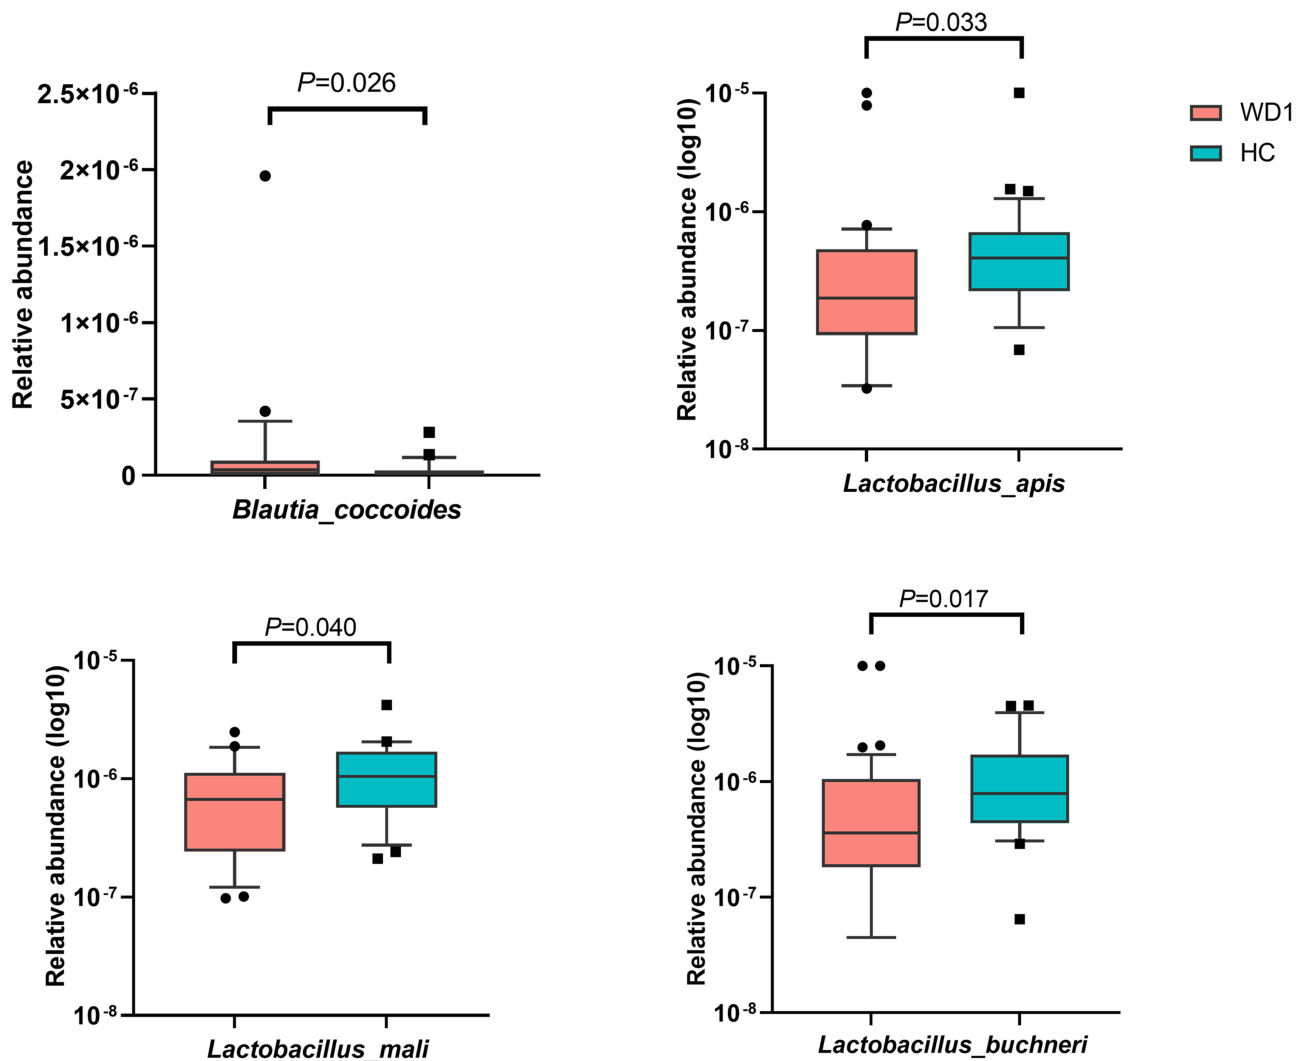 P=0.026
2.5×10⁻⁶
2×10⁻⁶
1.5×10⁻⁶
1×10⁻⁶
5×10⁻⁷
0
Relative abundance
Blautia_coccoides
P=0.033
10⁻⁵
10⁻⁶
10⁻⁷
10⁻⁸
Relative abundance (log10)
Lactobacillus_apis
WD1
HC
P=0.040
10⁻⁵
10⁻⁶
10⁻⁷
10⁻⁸
Relative abundance (log10)
Lactobacillus_mali
P=0.017
10⁻⁵
10⁻⁶
10⁻⁷
10⁻⁸
Relative abundance (log10)
Lactobacillus_buchneri